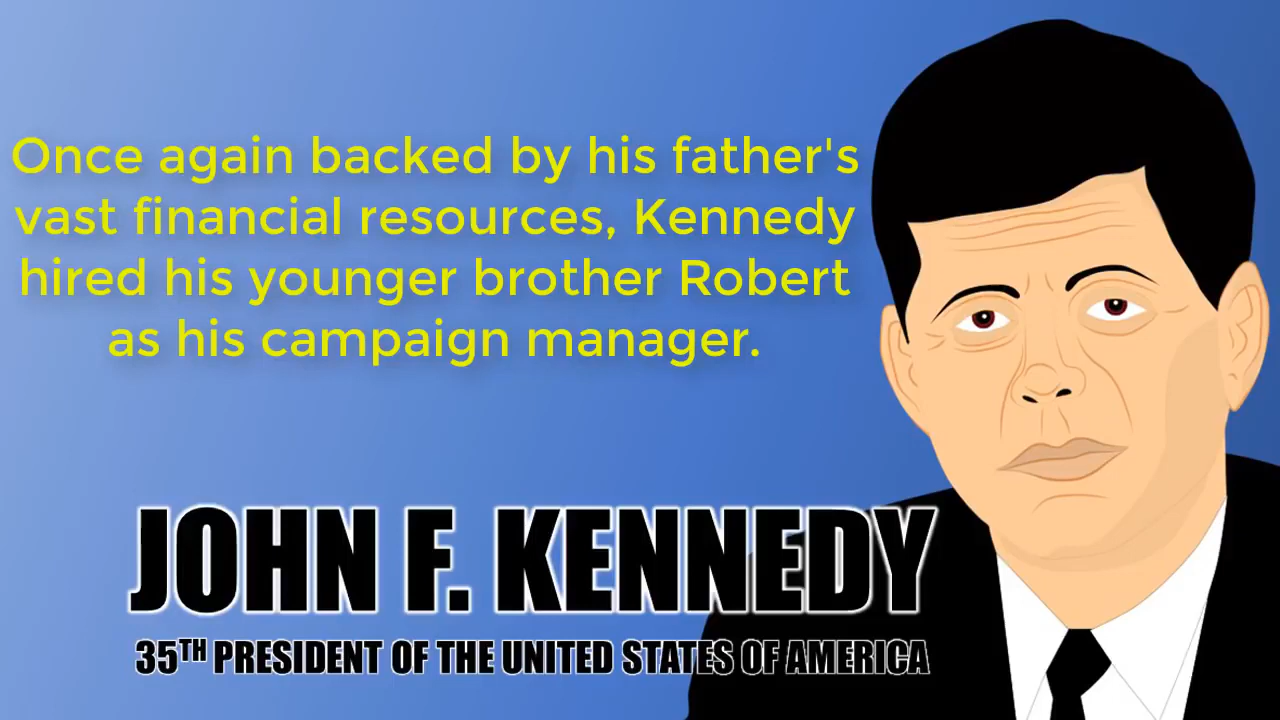 Once again backed by his father's
vast financial resources, Kennedy
hired his younger brother Robert
as his campaign manager.
JOHN F. KENNEDY
35TH PRESIDENT OF THE UNITED STATES OF AMERICA